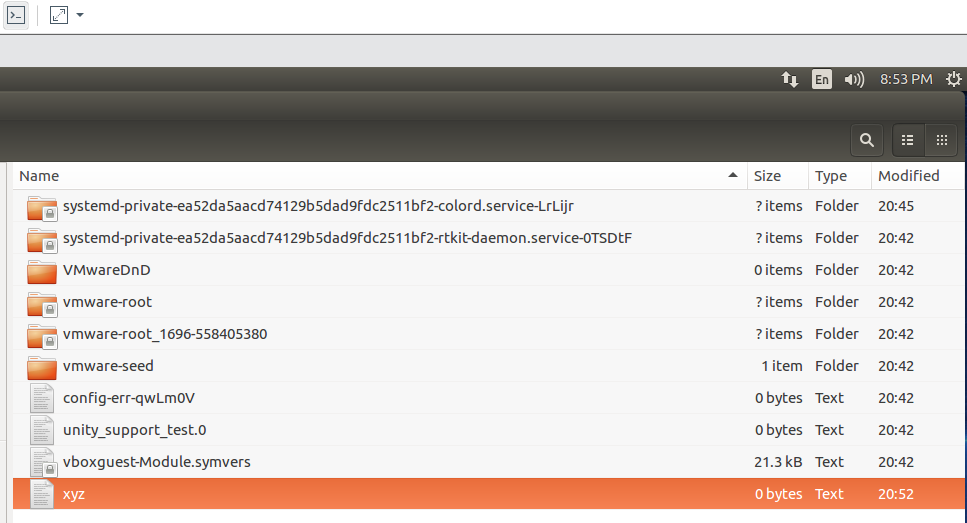 En 8:53 PM
Name Size Type Modified
systemd-private-ea52da5aacd74129b5dad9fdc2511bf2-colord.service-LrLijr ? items Folder 20:45
systemd-private-ea52da5aacd74129b5dad9fdc2511bf2-rtkit-daemon.service-0TSDtF ? items Folder 20:42
VMwareDnD 0 items Folder 20:42
vmware-root ? items Folder 20:42
vmware-root_1696-558405380 ? items Folder 20:42
vmware-seed 1 item Folder 20:42
config-err-qwLm0V 0 bytes Text 20:42
unity_support_test.0 0 bytes Text 20:42
vboxguest-Module.symvers 21.3 kB Text 20:42
xyz 0 bytes Text 20:52